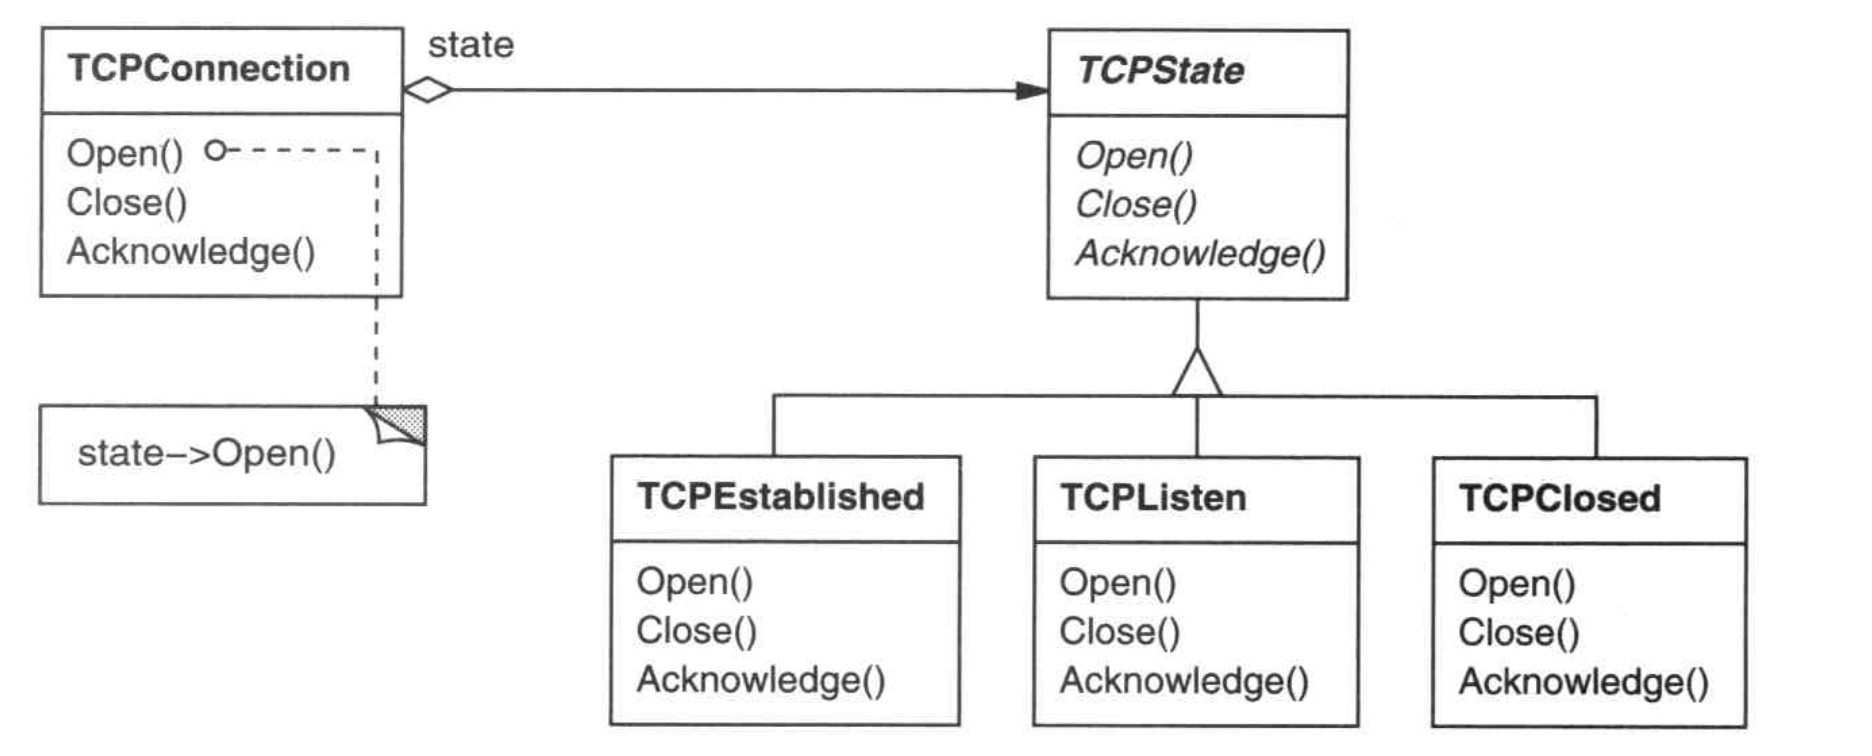 TCPConnection
Open()
Close()
Acknowledge()
state
TCPState
Open()
Close()
Acknowledge()
state–>Open()
TCPEstablished
Open()
Close()
Acknowledge()
TCPListen
Open()
Close()
Acknowledge()
TCPClosed
Open()
Close()
Acknowledge()